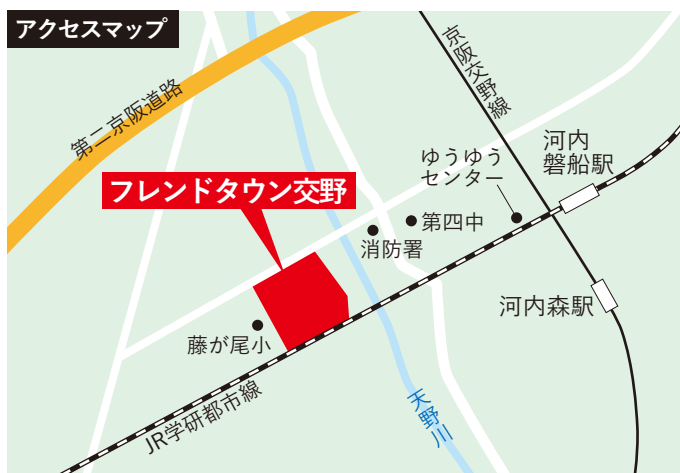 アクセスマップ
第二京阪道路
京阪交野線
河内
磐船駅
ゆうゆう
センター
フレンドタウン交野
第四中
消防署
河内森駅
藤が尾小
JR学研都市線
天野川